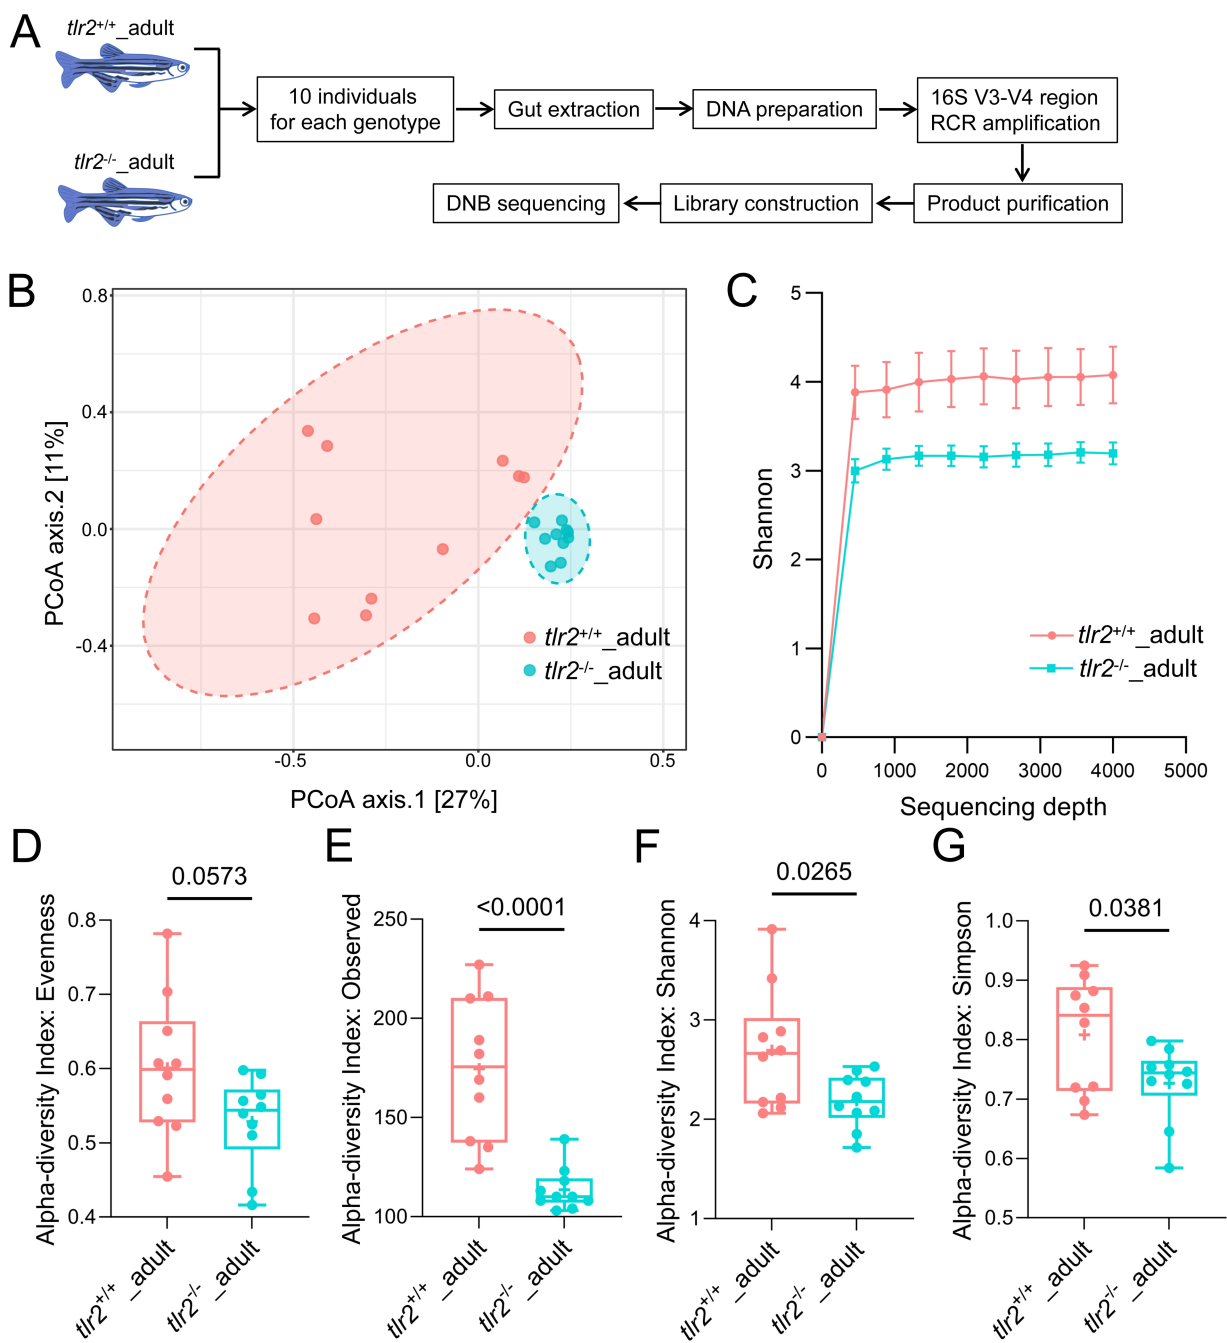 A
tlr2+/+_adult
tlr2-/-_adult
10 individuals
for each genotype
Gut extraction
DNA preparation
16S V3-V4 region
RCR amplification
Product purification
Library construction
DNB sequencing
B
0.8
0.4
0.0
-0.4
PCoA axis.2 [11%]
-0.5
0.0
0.5
PCoA axis.1 [27%]
tlr2+/+_adult
tlr2-/-_adult
C
5
4
3
2
1
0
Shannon
0
1000
2000
3000
4000
5000
Sequencing depth
tlr2+/+_adult
tlr2-/-_adult
D
0.0573
0.8
0.7
0.6
0.5
0.4
Alpha-diversity Index: Evenness
tlr2+/+_adult
tlr2-/-_adult
E
<0.0001
250
200
150
100
Alpha-diversity Index: Observed
tlr2+/+_adult
tlr2-/-_adult
F
0.0265
4
3
2
1
Alpha-diversity Index: Shannon
tlr2+/+_adult
tlr2-/-_adult
G
0.0381
1.0
0.9
0.8
0.7
0.6
0.5
Alpha-diversity Index: Simpson
tlr2+/+_adult
tlr2-/-_adult